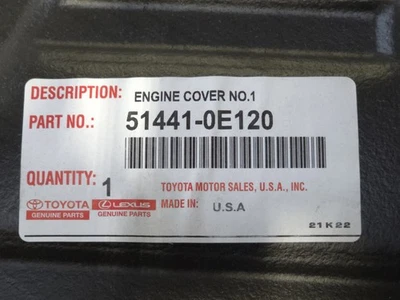 DESCRIPTION: ENGINE COVER NO.1
PART NO.: 51441-0E120
QUANTITY: 1
TOYOTA MOTOR SALES, U.S.A., INC.
TOYOTA GENUINE PARTS LEXUS GENUINE PARTS
MADE IN: U.S.A
21K22